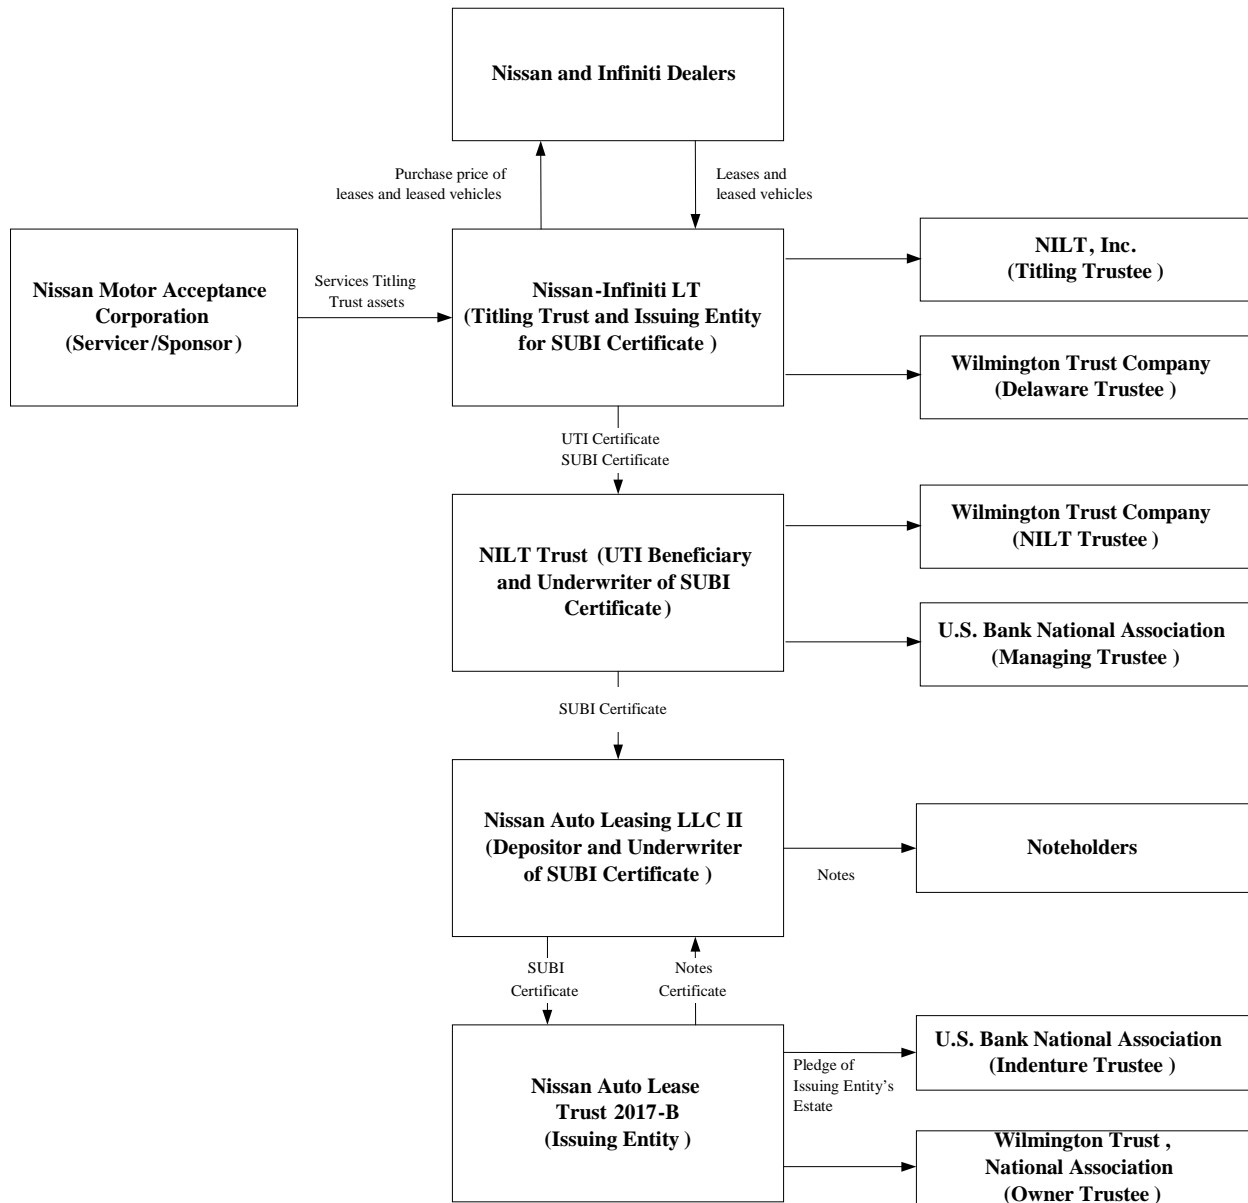 Nissan and Infiniti Dealers
Purchase price of
leases and leased vehicles
Leases and
leased vehicles
Nissan Motor Acceptance
Corporation
(Servicer/Sponsor)
Services Titling
Trust assets
Nissan-Infiniti LT
(Titling Trust and Issuing Entity
for SUBI Certificate )
NILT, Inc.
(Titling Trustee )
Wilmington Trust Company
(Delaware Trustee )
UTI Certificate
SUBI Certificate
NILT Trust (UTI Beneficiary
and Underwriter of SUBI
Certificate)
Wilmington Trust Company
(NILT Trustee )
U.S. Bank National Association
(Managing Trustee )
SUBI Certificate
Nissan Auto Leasing LLC II
(Depositor and Underwriter
of SUBI Certificate )
Notes
Noteholders
SUBI
Certificate
Notes
Certificate
Nissan Auto Lease
Trust 2017-B
(Issuing Entity )
Pledge of
Issuing Entity's
Estate
U.S. Bank National Association
(Indenture Trustee )
Wilmington Trust ,
National Association
(Owner Trustee )